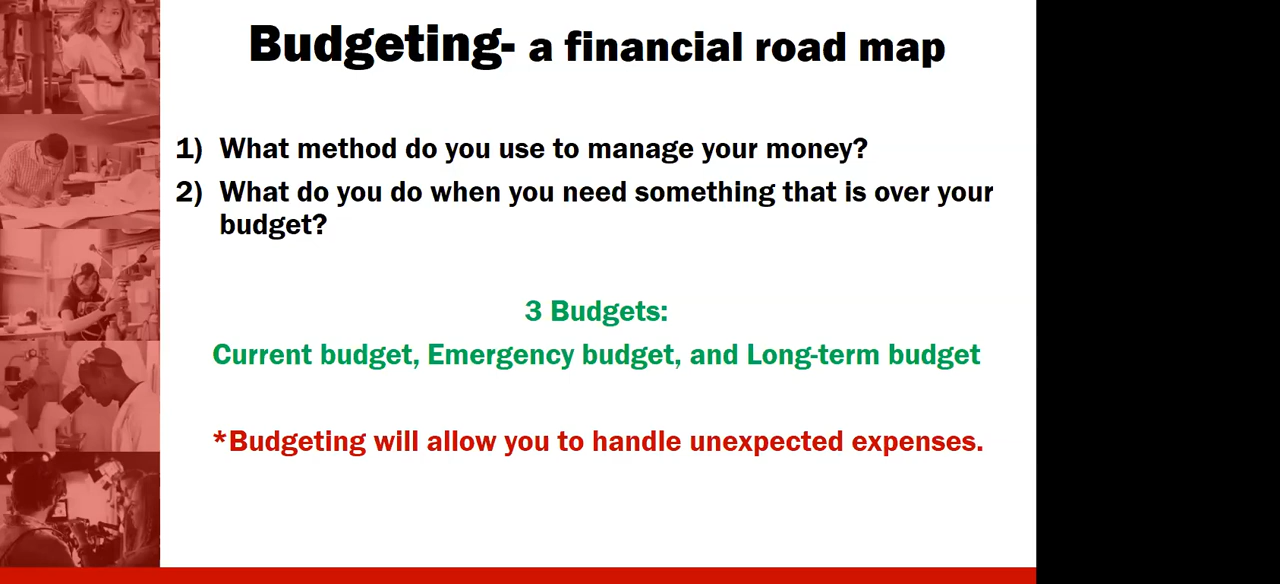 Budgeting- a financial road map
1) What method do you use to manage your money?
2) What do you do when you need something that is over your
budget?
3 Budgets:
Current budget, Emergency budget, and Long-term budget
*Budgeting will allow you to handle unexpected expenses.